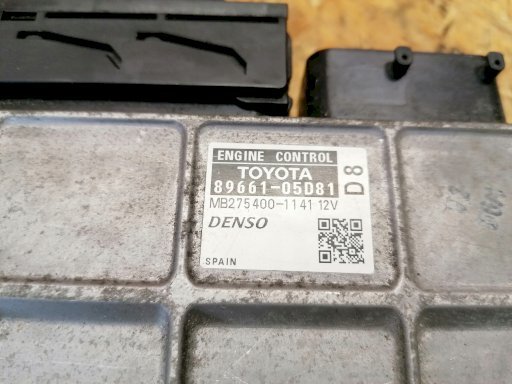 ENGINE CONTROL
TOYOTA
89661-05D81
D8
MB275400-1141 12V
DENSO
SPAIN